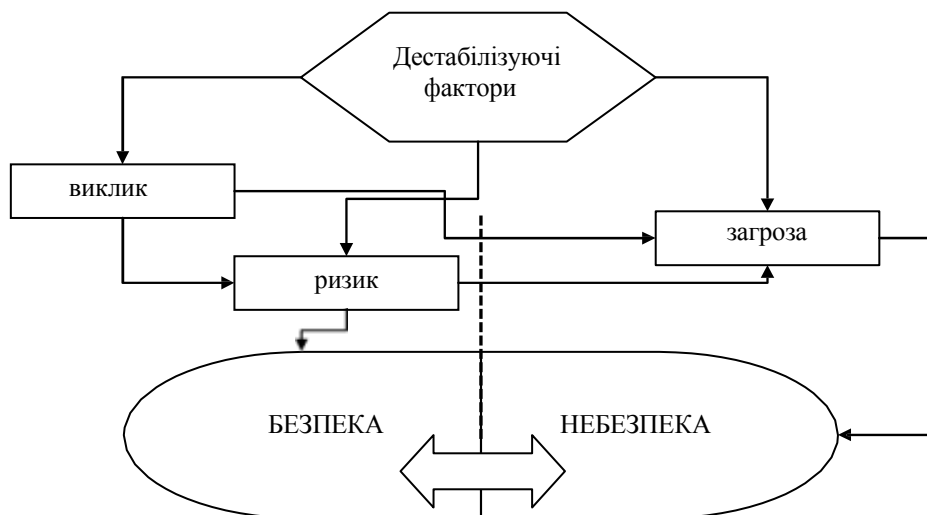 Дестабілізуючі
фактори
виклик
загроза
ризик
БЕЗПЕКА
НЕБЕЗПЕКА